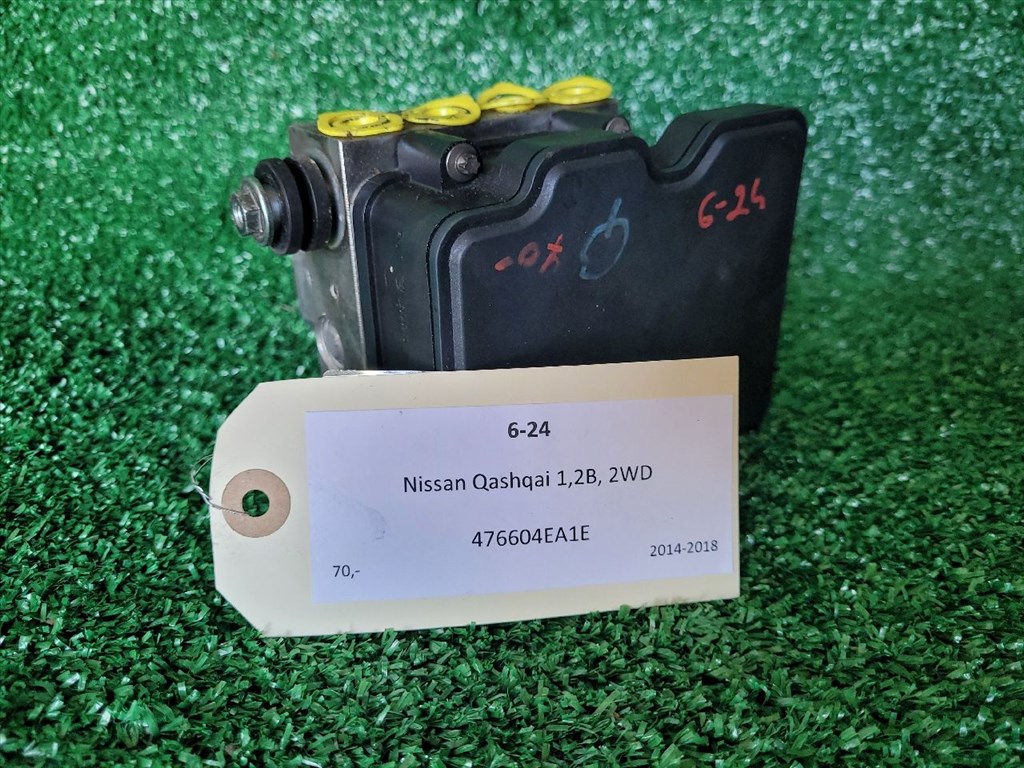 6-24
6-24
Nissan Qashqai 1,2B, 2WD
476604EA1E
70,-
2014-2018